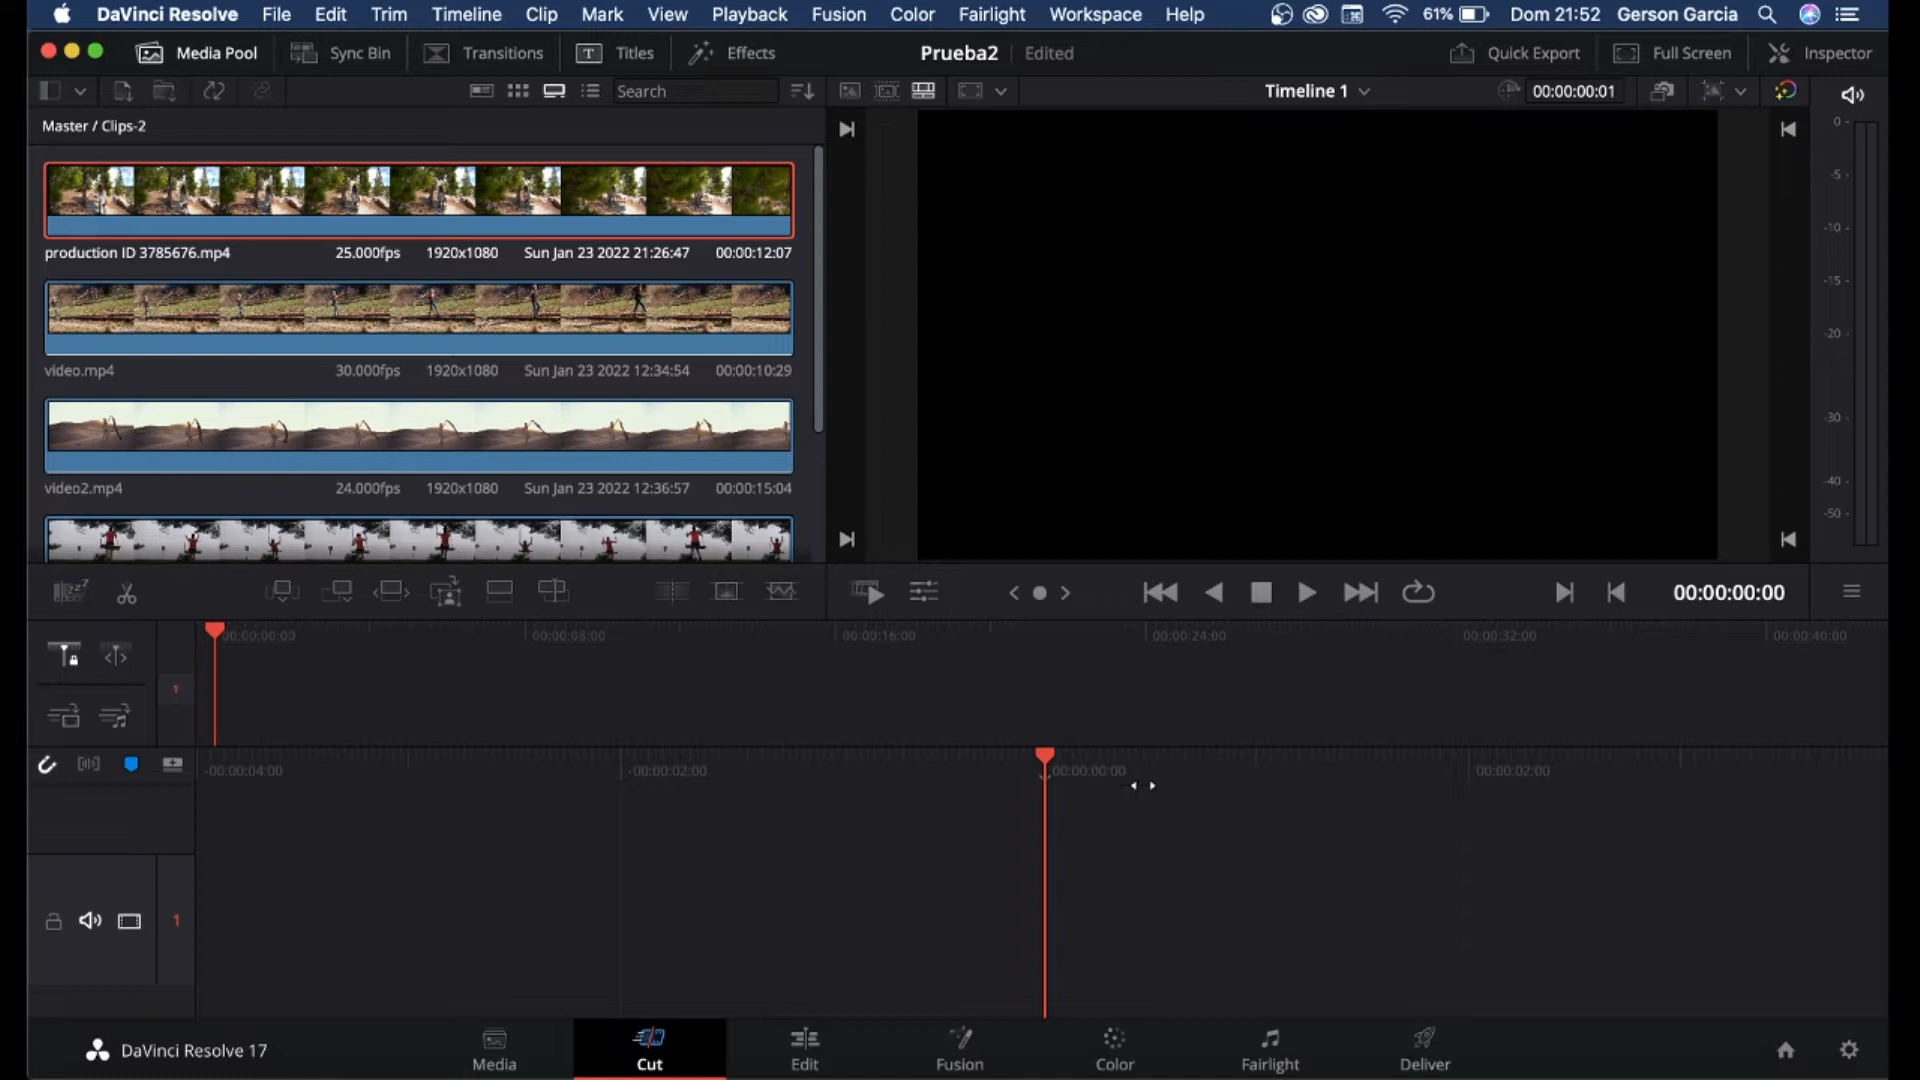 DaVinci Resolve File Edit Trim Timeline Clip Mark View Playback Fusion Color Fairlight Workspace Help 61% Dom 21:52 Gerson Garcia
Media Pool Sync Bin Transitions Titles Effects Prueba2 Edited Quick Export Full Screen Inspector
Search Timeline 1 00:00:00:01
Master / Clips-2
production ID 3785676.mp4 25.000fps 1920x1080 Sun Jan 23 2022 21:26:47 00:00:12:07
video.mp4 30.000fps 1920x1080 Sun Jan 23 2022 12:34:54 00:00:10:29
video2.mp4 24.000fps 1920x1080 Sun Jan 23 2022 12:36:57 00:00:15:04
0
-5
-10
-15
-20
-30
-40
-50
00:00:00:00
00:00:00:00 00:00:08:00 00:00:16:00 00:00:24:00 00:00:32:00 00:00:40:00
1
-00:00:04:00 -00:00:02:00 00:00:00:00 00:00:02:00
1
DaVinci Resolve 17 Media Cut Edit Fusion Color Fairlight Deliver